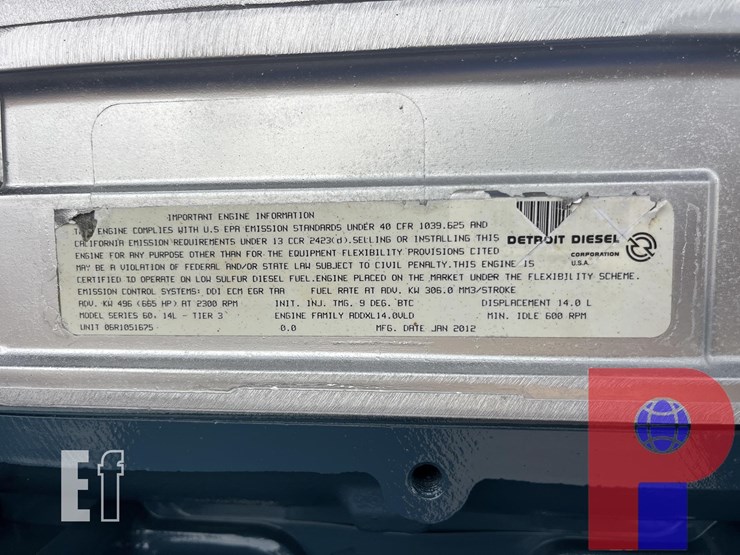 IMPORTANT ENGINE INFORMATION
ENGINE COMPLIES WITH U.S EPA EMISSION STANDARDS UNDER 40 CFR 1039.625 AND
CALIFORNIA EMISSION REQUIREMENTS UNDER 13 CCR 2423(d).SELLING OR INSTALLING THIS
ENGINE FOR ANY PURPOSE OTHER THAN FOR THE EQUIPMENT FLEXIBILITY PROVISIONS CITED
MAY BE A VIOLATION OF FEDERAL AND/OR STATE LAW SUBJECT TO CIVIL PENALTY.THIS ENGINE IS
CERTIFIED TO OPERATE ON LOW SULFUR DIESEL FUEL.ENGINE PLACED ON THE MARKET UNDER THE FLEXIBILITY SCHEME.
EMISSION CONTROL SYSTEMS: DDI ECM EGR TAA FUEL RATE AT ADV. KW 306.0 MM3/STROKE
ADV. KW 496 (665 HP) AT 2300 RPM INIT. INJ. TMG. 9 DEG. BTC DISPLACEMENT 14.0 L
MODEL SERIES 60. 14L - TIER 3 ENGINE FAMILY ADDXL14.0VLD MIN. IDLE 600 RPM
UNIT 06R1051675 0.0 MFG. DATE JAN 2012
DETROIT DIESEL
CORPORATION
U.S.A.
Ef
P